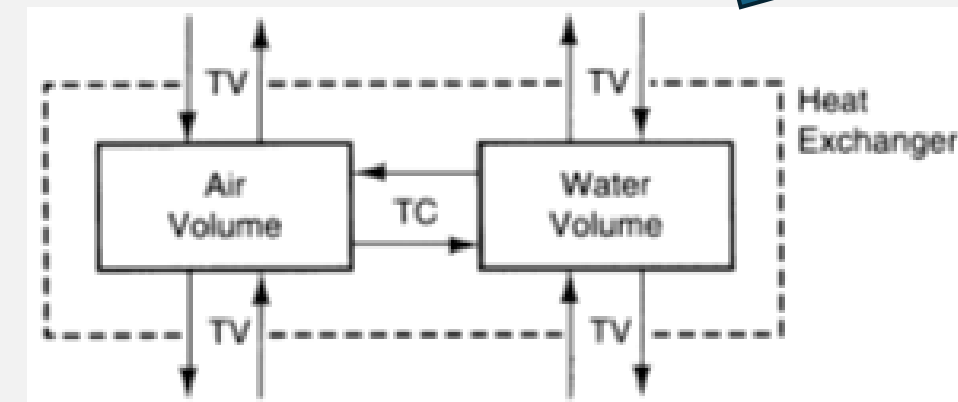 TV
TV
Heat
Exchanger
Air
Volume
TC
Water
Volume
TV
TV